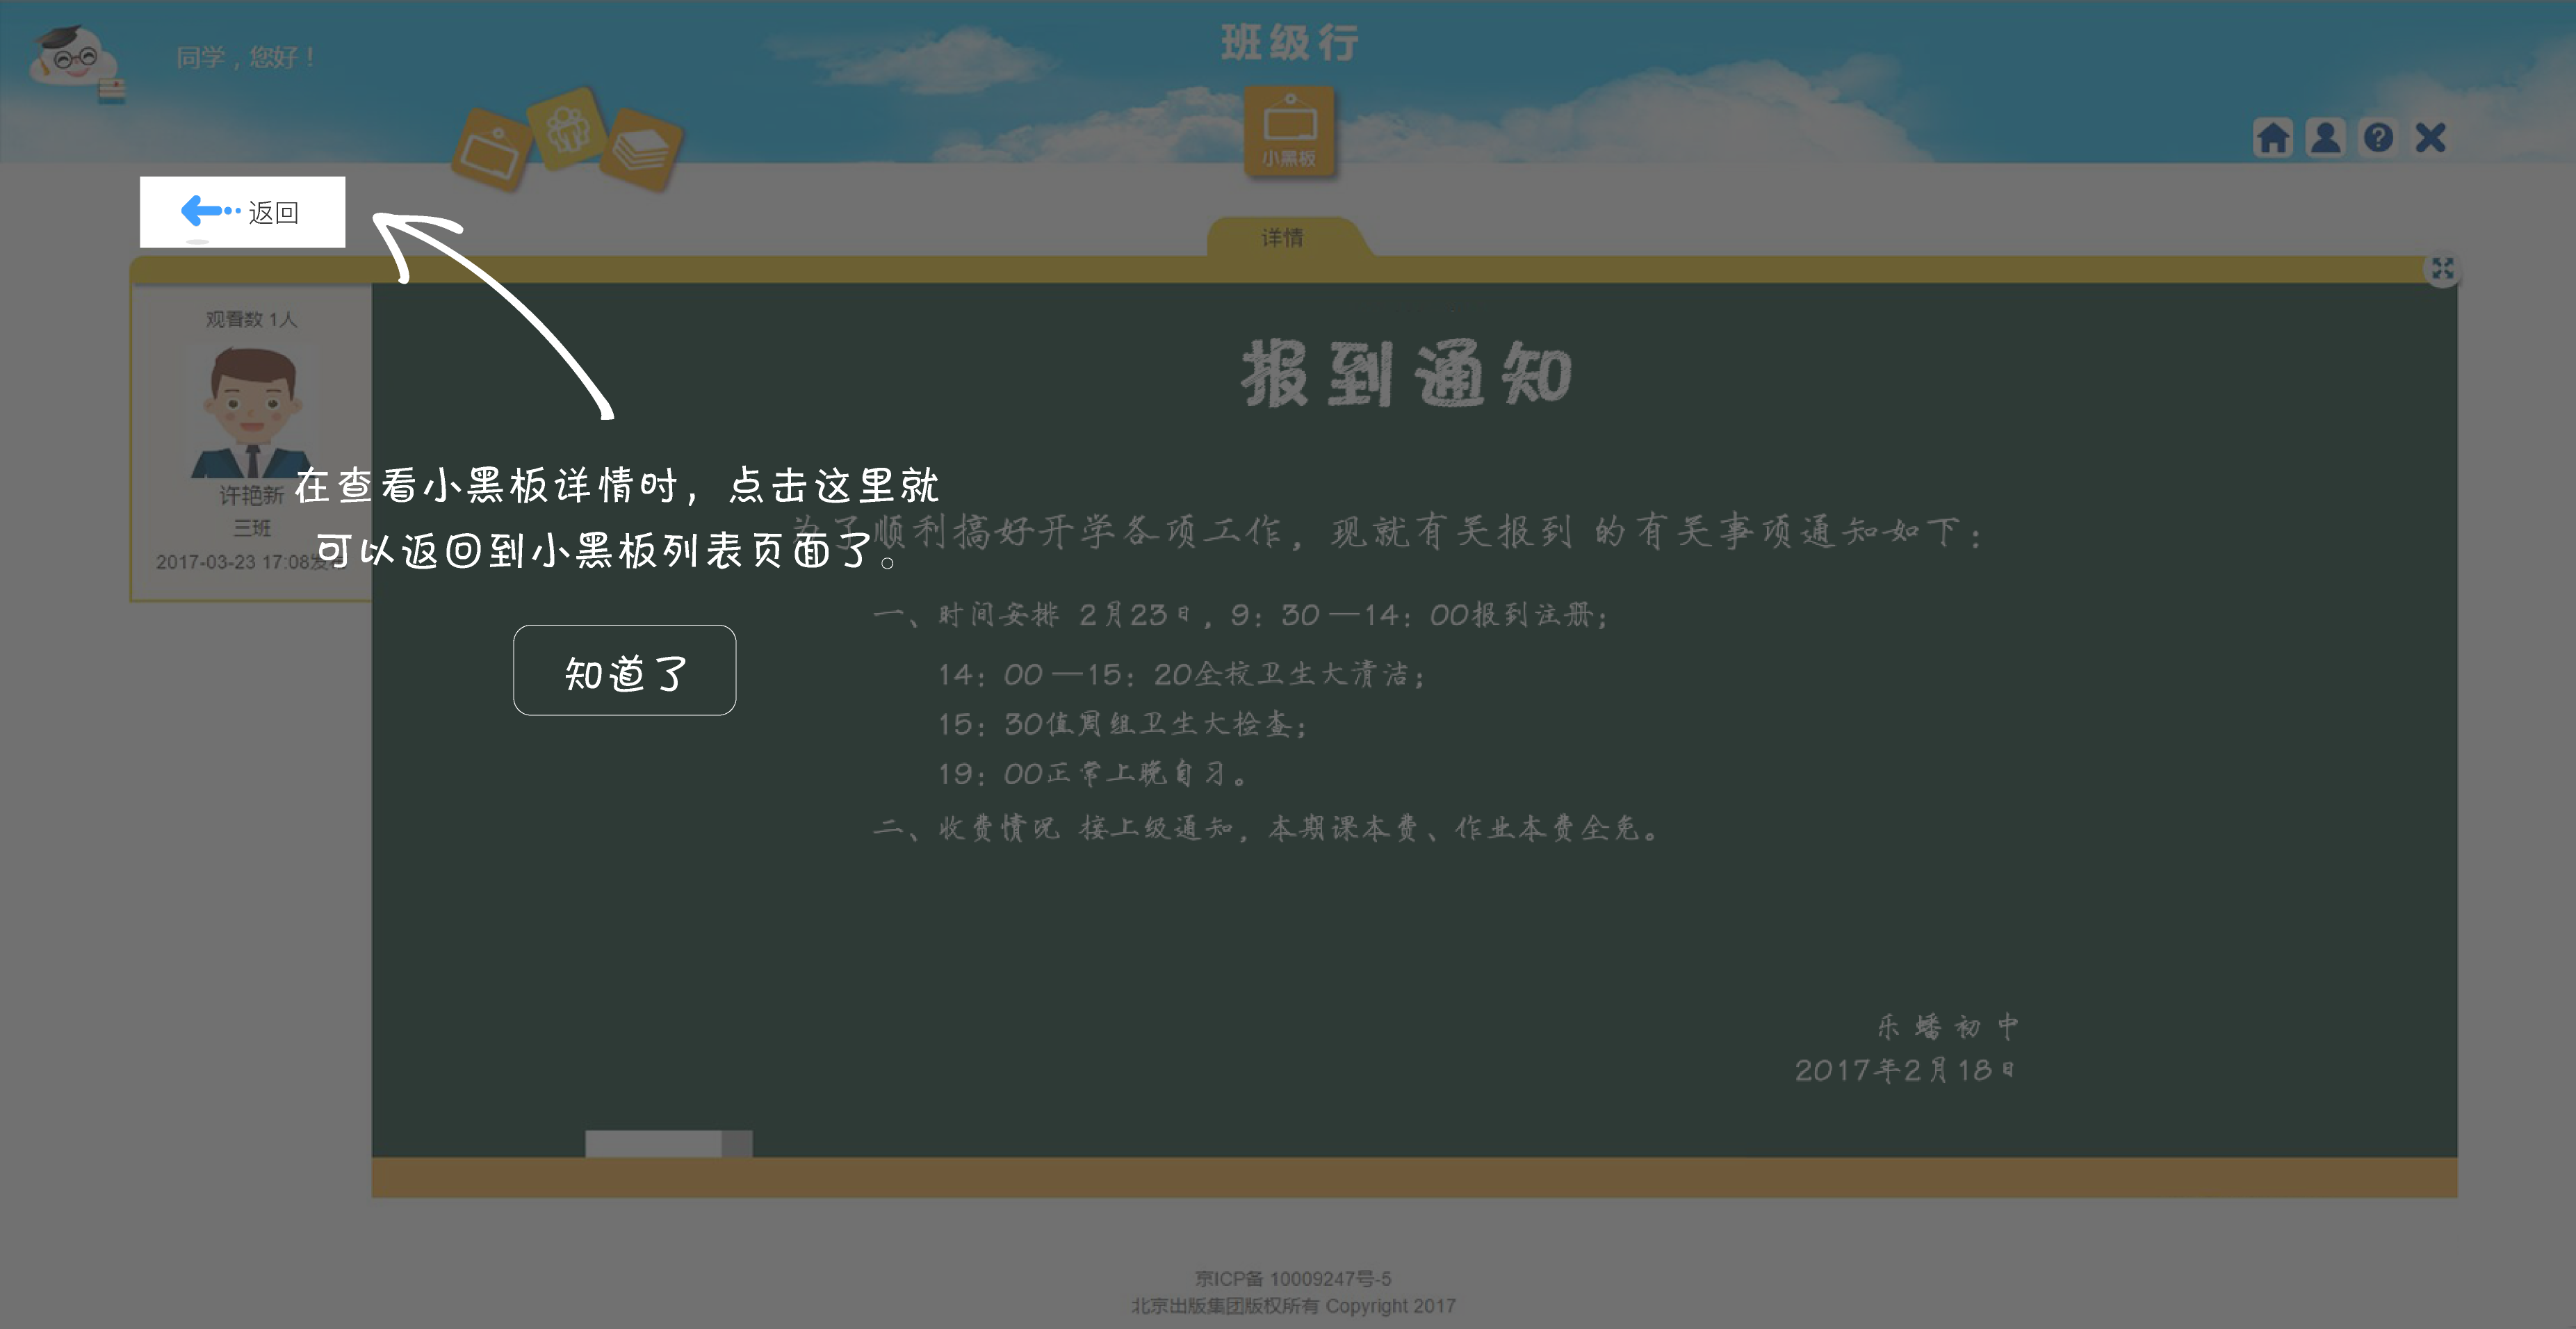 同学，您好！
班级行
小黑板
返回
详情
观看数 1人
许艳新
三班
2017-03-23 17:08发布
在查看小黑板详情时，点击这里就
可以返回到小黑板列表页面了。
知道了
报到通知
为了顺利搞好开学各项工作，现就有关报到 的有关事项通知如下：
一、时间安排 2月23日，9：30—14：00报到注册；
14：00—15：20全校卫生大清洁；
15：30值周组卫生大检查；
19：00正常上晚自习。
二、收费情况 按上级通知，本期课本费、作业本费全免。
乐蟠初中
2017年2月18日
京ICP备 10009247号-5
北京出版集团版权所有 Copyright 2017